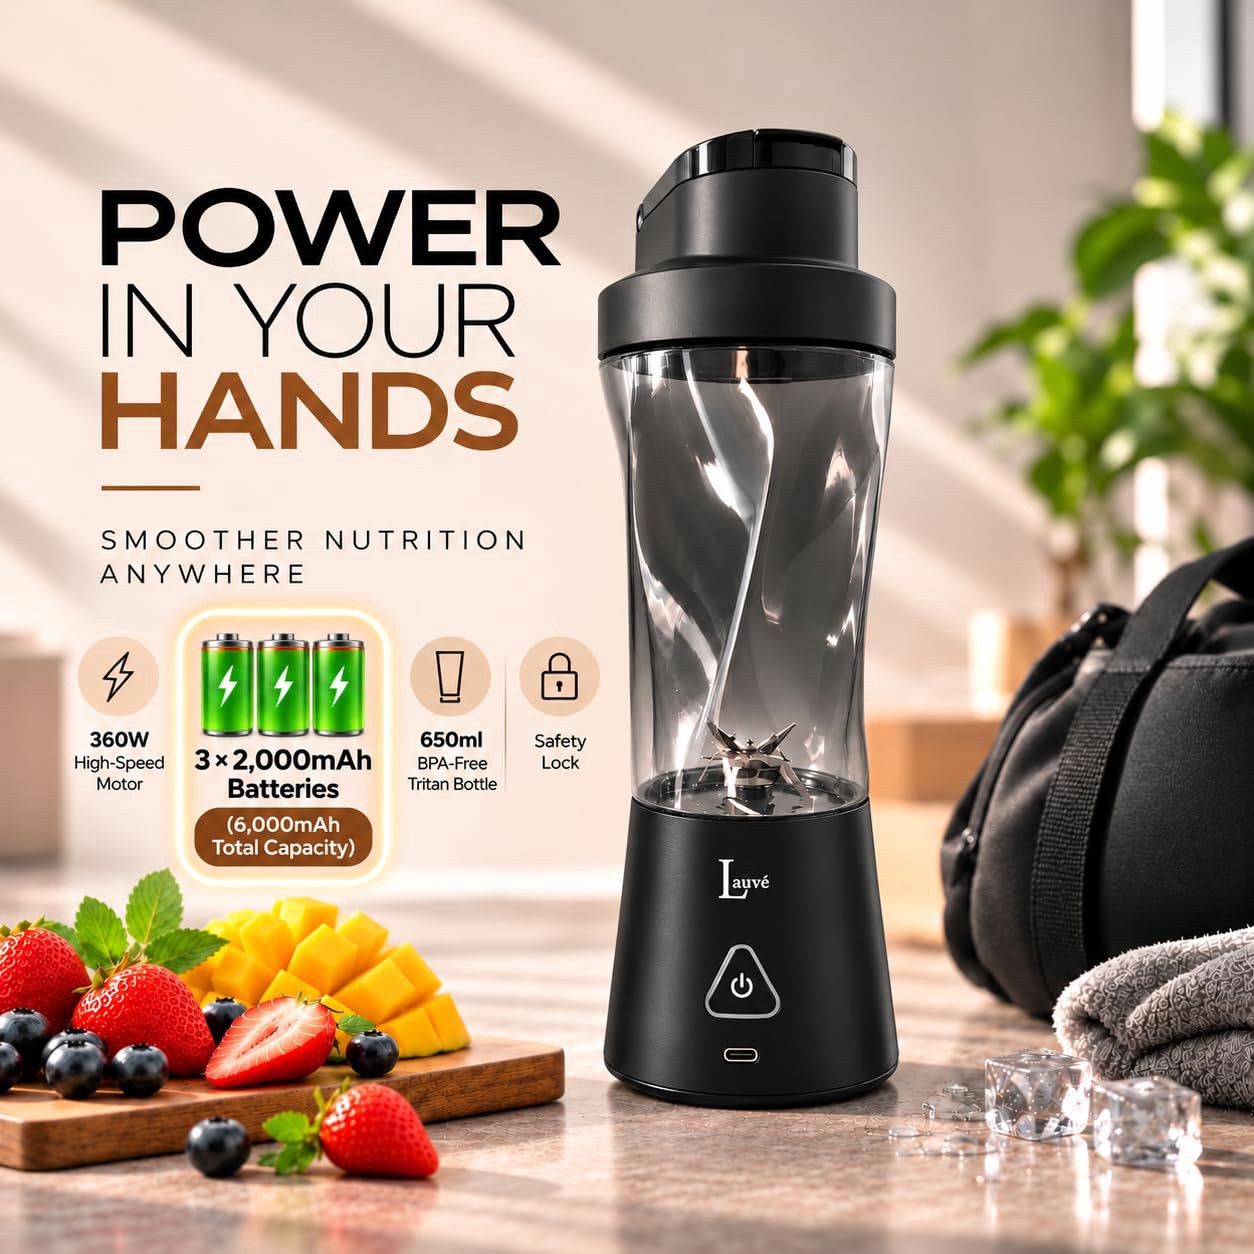 POWER
IN YOUR
HANDS
SMOOTHER NUTRITION
ANYWHERE
360W
High-Speed
Motor
3 × 2,000mAh
Batteries
(6,000mAh
Total Capacity)
650ml
BPA-Free
Tritan Bottle
Safety
Lock
Lauvé